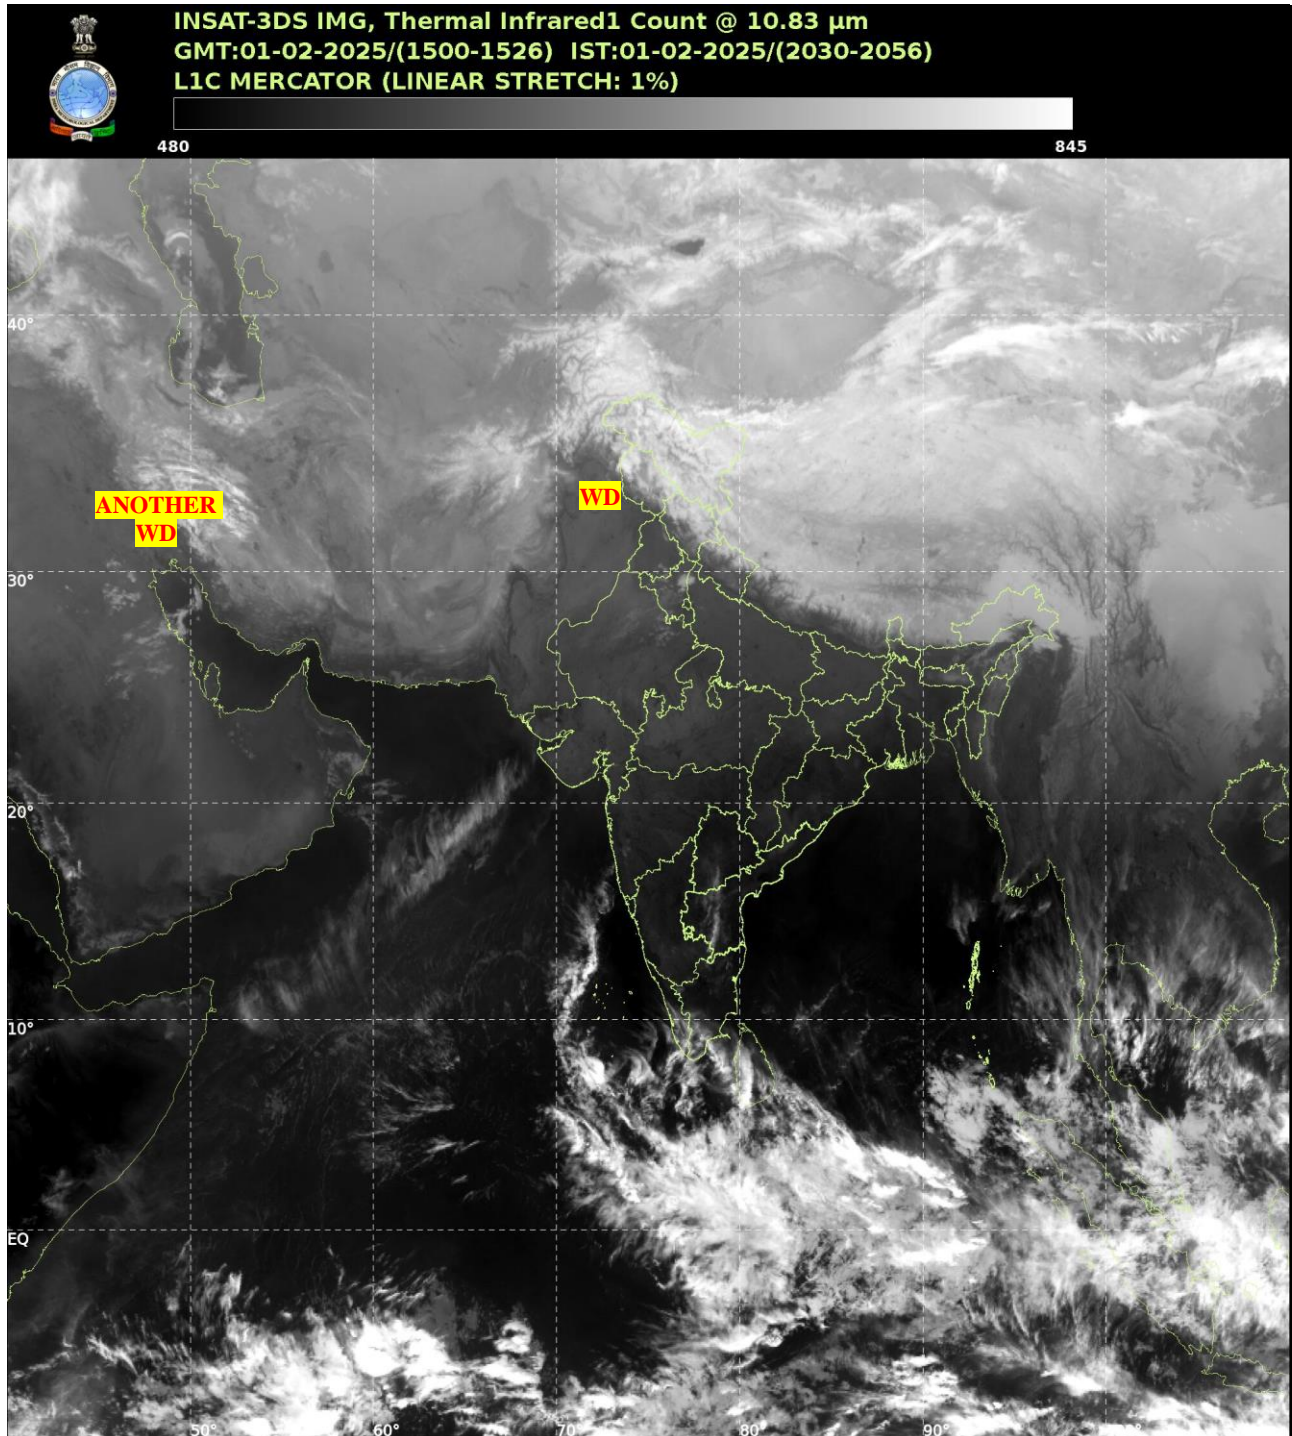 INSAT-3DS IMG, Thermal Infrared1 Count @ 10.83 µm
GMT:01-02-2025/(1500-1526) IST:01-02-2025/(2030-2056)
L1C MERCATOR (LINEAR STRETCH: 1%)
480 845
40°
ANOTHER
WD
WD
30°
20°
10°
EQ
50° 60° 70° 80° 90°